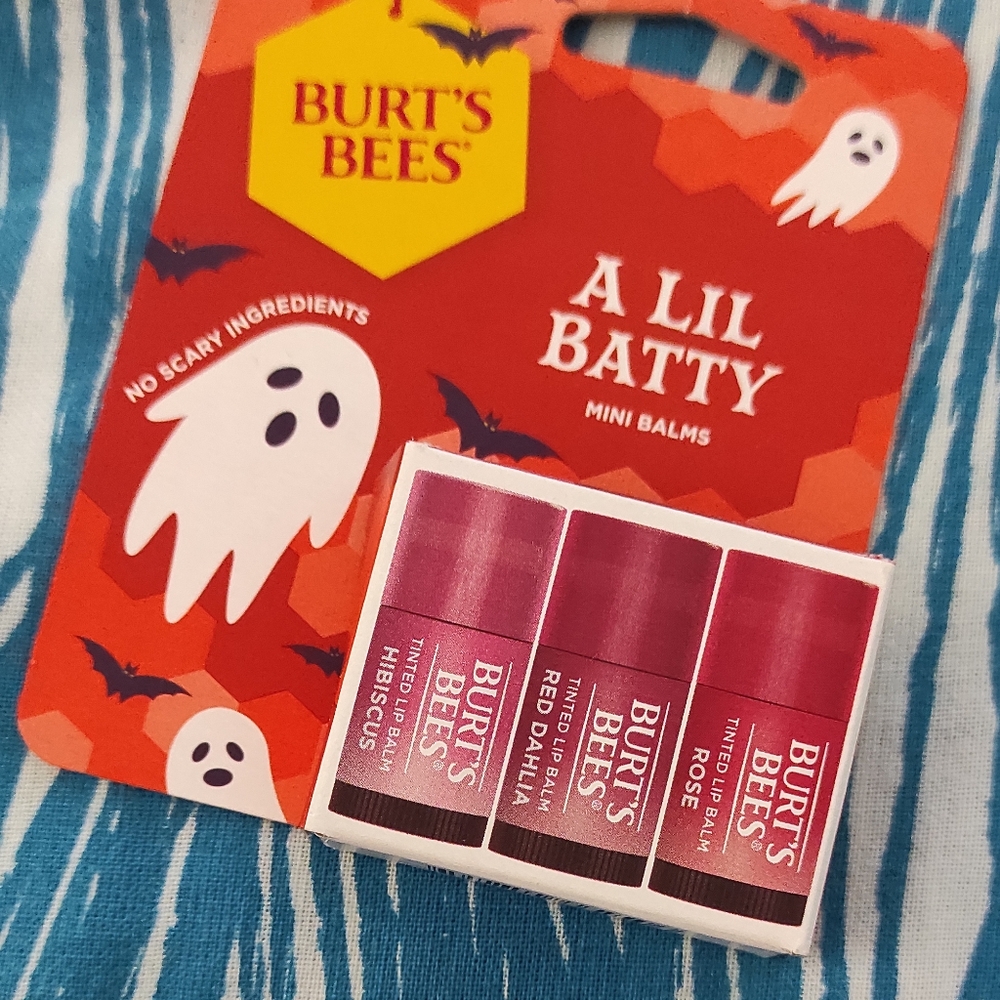 BURT'S
BEES®
NO SCARY INGREDIENTS
A LIL
BATTY
MINI BALMS
BURT'S
BEES®
TINTED LIP BALM
HIBISCUS
BURT'S
BEES®
TINTED LIP BALM
RED DAHLIA
BURT'S
BEES®
TINTED LIP BALM
ROSE